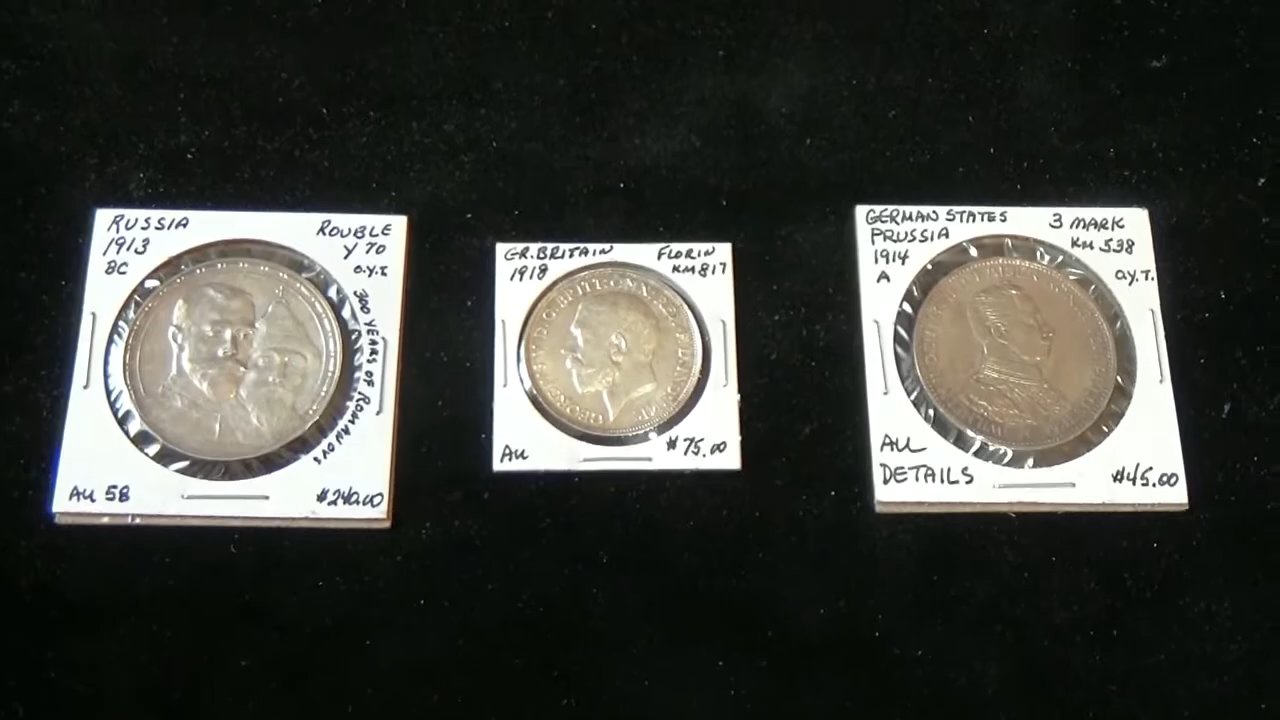 RUSSIA
1913
BC
ROUBLE
Y 70
O.Y.T.
300 YEARS OF ROMANOVS
AU 58
$240.00
GR. BRITAIN
1918
FLORIN
KM 817
AU
$75.00
GERMAN STATES
PRUSSIA
1914
A
3 MARK
KM 538
O.Y.T.
AU
DETAILS
$45.00